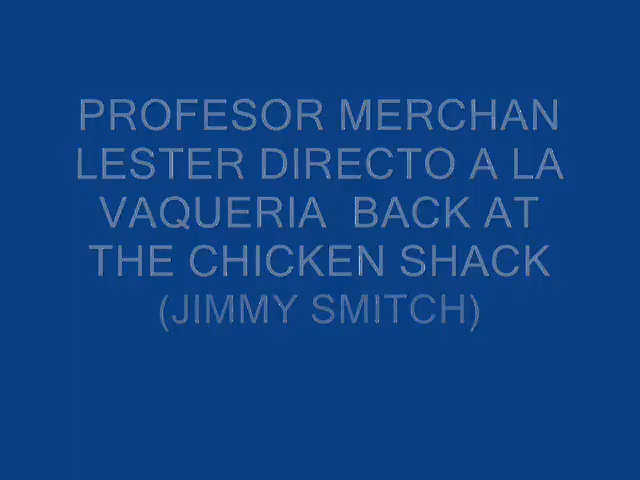 PROFESOR MERCHAN
LESTER DIRECTO A LA
VAQUERIA  BACK AT
THE CHICKEN SHACK
(JIMMY SMITCH)